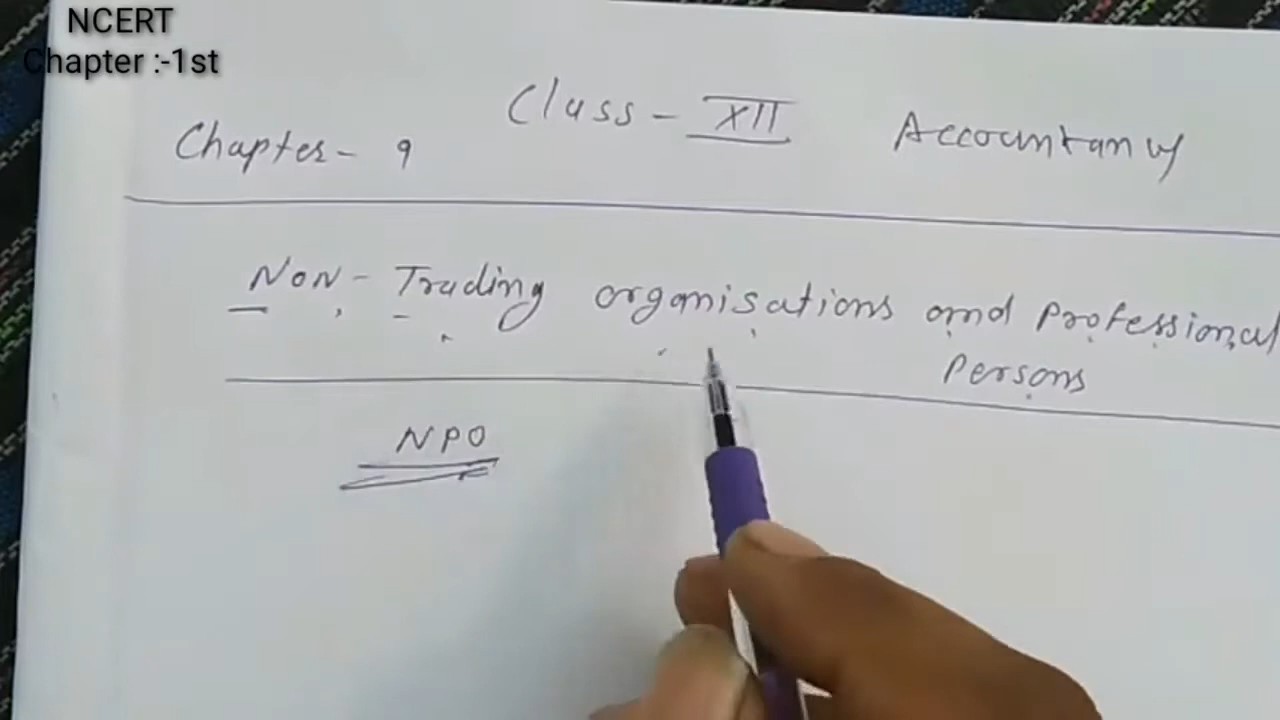 NCERT
Chapter :-1st
Class - XII
Chapter - 9
Accountancy
Non - Trading organisations and Professional
Persons
NPO